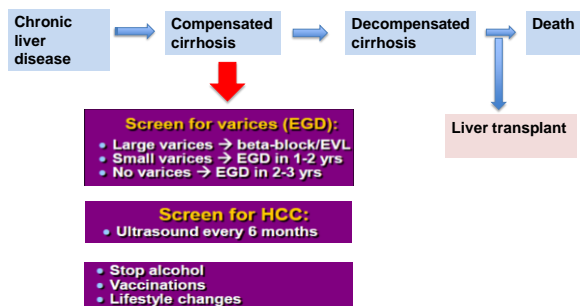 Chronic
liver
disease
Compensated
cirrhosis
Decompensated
cirrhosis
Death
Liver transplant
Screen for varices (EGD):
• Large varices → beta-block/EVL
• Small varices → EGD in 1-2 yrs
• No varices → EGD in 2-3 yrs
Screen for HCC:
• Ultrasound every 6 months
• Stop alcohol
• Vaccinations
• Lifestyle changes